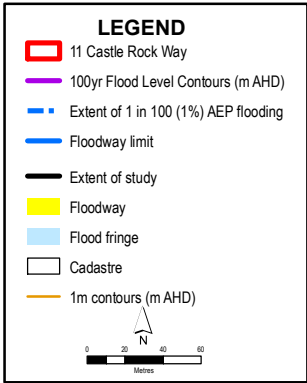 LEGEND
11 Castle Rock Way
100yr Flood Level Contours (m AHD)
Extent of 1 in 100 (1%) AEP flooding
Floodway limit
Extent of study
Floodway
Flood fringe
Cadastre
1m contours (m AHD)
N
0 20 40 60
Metres